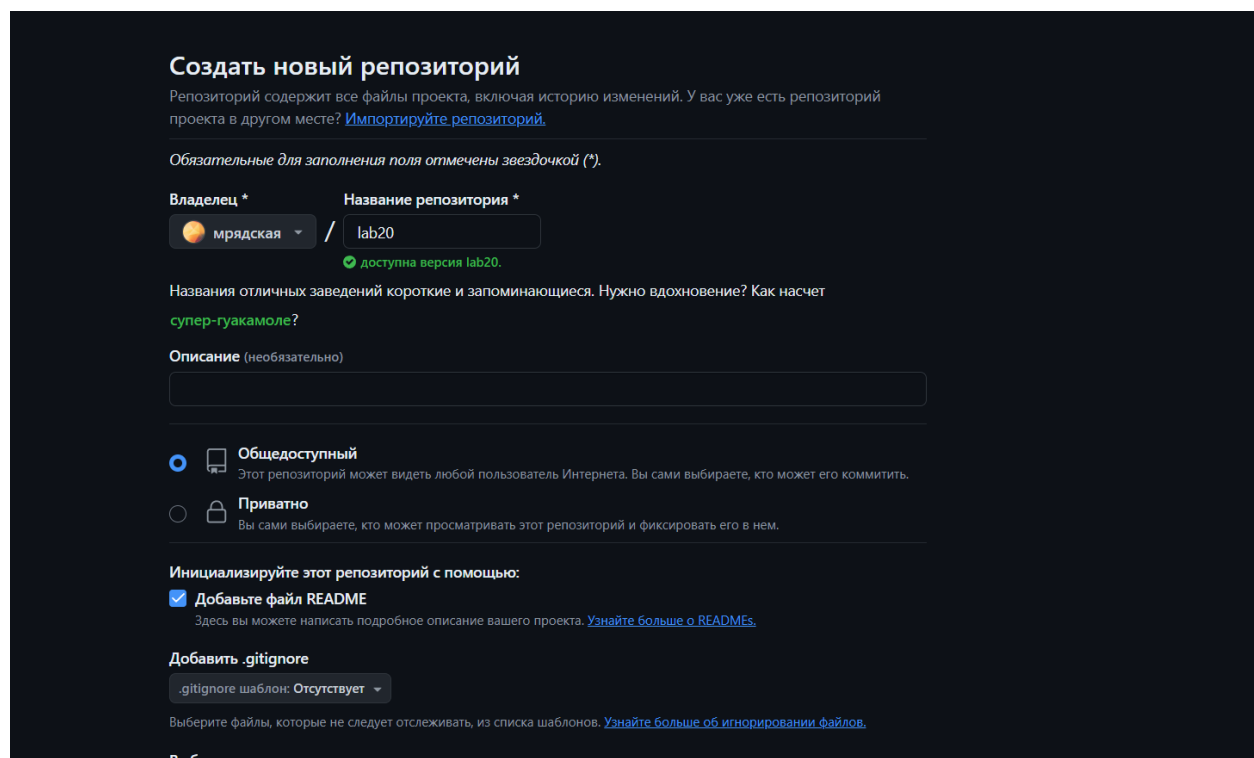 Создать новый репозиторий
Репозиторий содержит все файлы проекта, включая историю изменений. У вас уже есть репозиторий
проекта в другом месте? Импортируйте репозиторий.
Обязательные для заполнения поля отмечены звездочкой (*).
Владелец * Название репозитория *
мрядская / lab20
доступна версия lab20.
Названия отличных заведений короткие и запоминающиеся. Нужно вдохновение? Как насчет
супер-гуакамоле?
Описание (необязательно)
Общедоступный
Этот репозиторий может видеть любой пользователь Интернета. Вы сами выбираете, кто может его коммитить.
Приватно
Вы сами выбираете, кто может просматривать этот репозиторий и фиксировать его в нем.
Инициализируйте этот репозиторий с помощью:
Добавьте файл README
Здесь вы можете написать подробное описание вашего проекта. Узнайте больше о READMEs.
Добавить .gitignore
.gitignore шаблон: Отсутствует
Выберите файлы, которые не следует отслеживать, из списка шаблонов. Узнайте больше об игнорировании файлов.